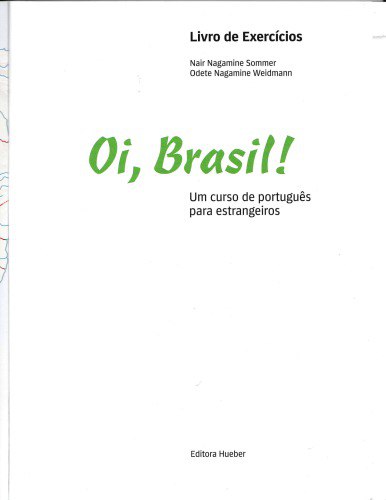 Livro de Exercícios
Nair Nagamine Sommer
Odete Nagamine Weidmann
Oi, Brasil!
Um curso de português
para estrangeiros
Editora Hueber